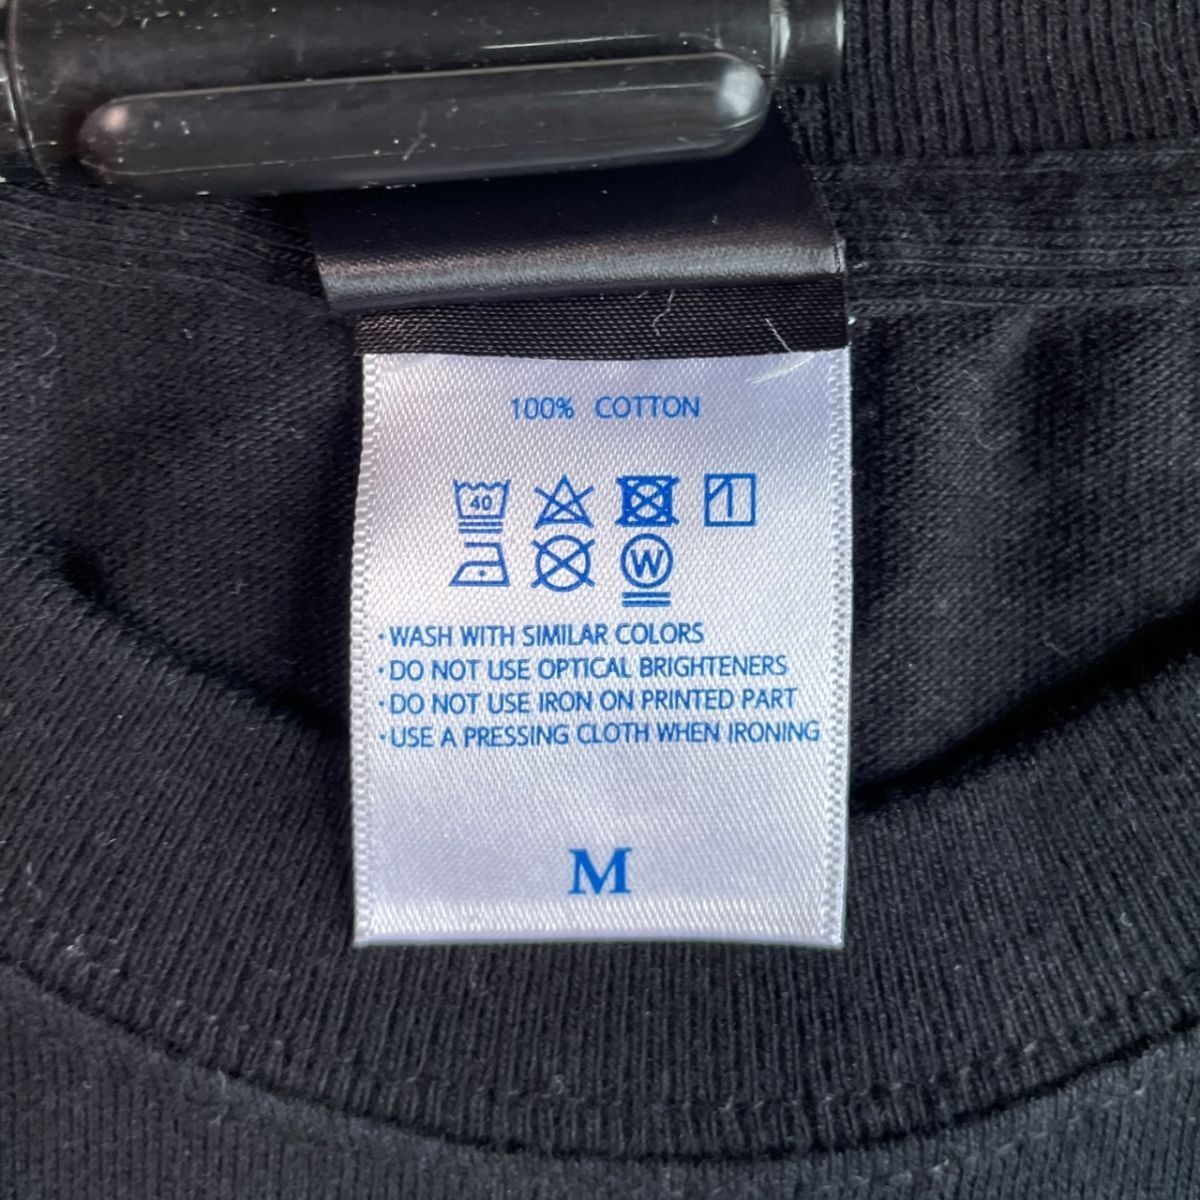 100% COTTON
40
W
·WASH WITH SIMILAR COLORS
·DO NOT USE OPTICAL BRIGHTENERS
·DO NOT USE IRON ON PRINTED PART
·USE A PRESSING CLOTH WHEN IRONING
M